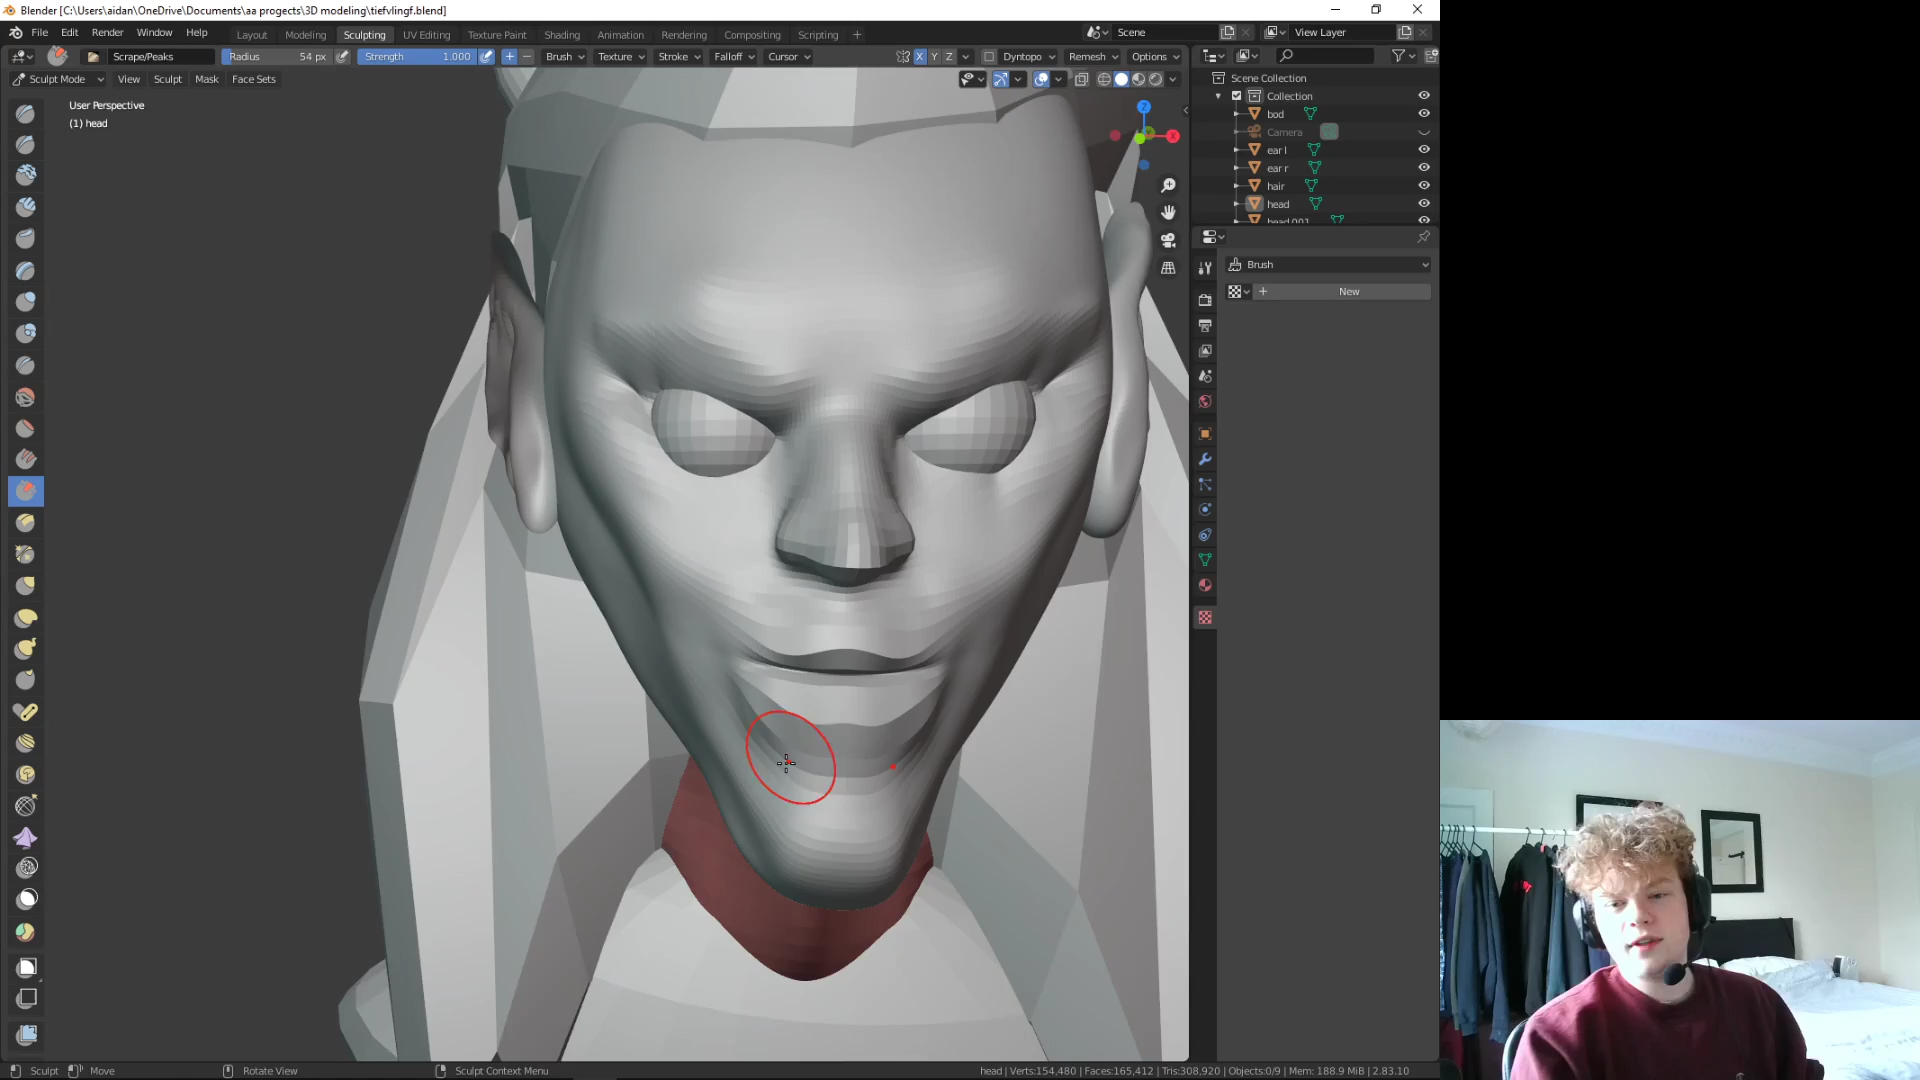 Blender [C:\Users\aidan\OneDrive\Documents\aa progects\3D modeling\tiefvlingf.blend]
File Edit Render Window Help Layout Modeling Sculpting UV Editing Texture Paint Shading Animation Rendering Compositing Scripting + Scene View Layer
Scrape/Peaks Radius 54 px Strength 1.000 Brush Texture Stroke Falloff Cursor X Y Z Dyntopo Remesh Options
Sculpt Mode View Sculpt Mask Face Sets
Scene Collection
Collection
bod
Camera
ear l
ear r
hair
head
head.001
User Perspective
(1) head
Z
X
Brush
New
Sculpt Move Rotate View Sculpt Context Menu head | Verts:154,480 | Faces:165,412 | Tris:308,920 | Objects:0/9 | Mem: 188.9 MiB | 2.83.10